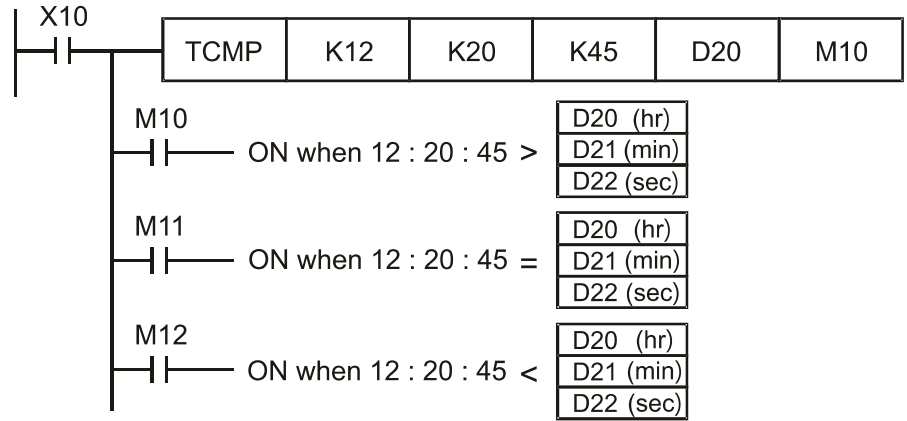 X10
TCMP K12 K20 K45 D20 M10
M10
D20 (hr)
ON when 12 : 20 : 45 > D21 (min)
D22 (sec)
M11
D20 (hr)
ON when 12 : 20 : 45 = D21 (min)
D22 (sec)
M12
D20 (hr)
ON when 12 : 20 : 45 < D21 (min)
D22 (sec)